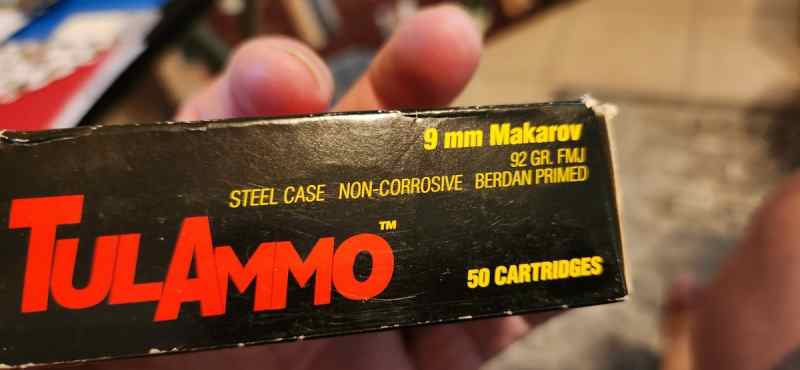 9 mm Makarov
92 GR. FMJ
STEEL CASE NON-CORROSIVE BERDAN PRIMED
TULAMMO™
50 CARTRIDGES